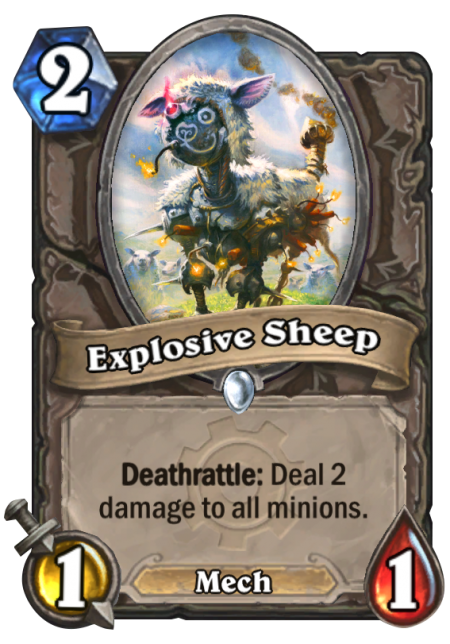 2
Explosive Sheep
Deathrattle: Deal 2
damage to all minions.
1
Mech
1